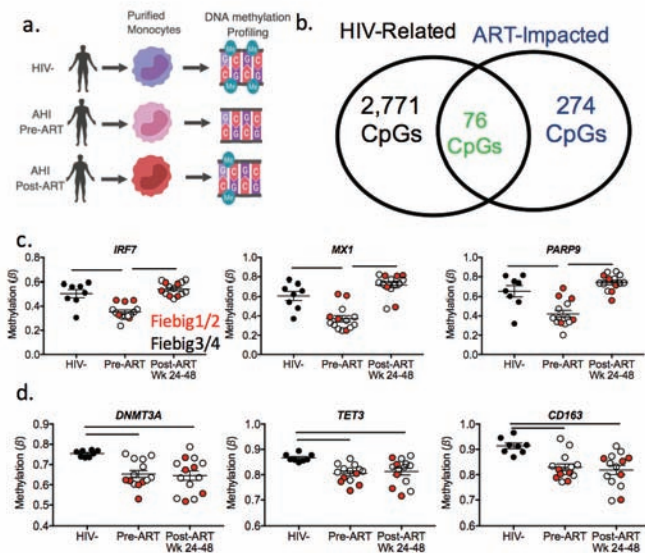 a.
Purified
Monocytes
DNA methylation
Profiling
HIV-
AHI
Pre-ART
AHI
Post-ART
Me Me
G C G C
C G C G
Me Me
G C G C
C G C G
Me
G C G C
C G C G
Me
b.
HIV-Related
ART-Impacted
2,771
CpGs
76
CpGs
274
CpGs
c.
IRF7
Methylation (β)
0.8
0.6
0.4
0.2
0.0
HIV-
Pre-ART
Post-ART
Wk 24-48
Fiebig1/2
Fiebig3/4
MX1
Methylation (β)
1.0
0.8
0.6
0.4
0.2
0.0
HIV-
Pre-ART
Post-ART
Wk 24-48
PARP9
Methylation (β)
1.0
0.8
0.6
0.4
0.2
0.0
HIV-
Pre-ART
Post-ART
Wk 24-48
d.
DNMT3A
Methylation (β)
0.9
0.8
0.7
0.6
0.5
0.4
HIV-
Pre-ART
Post-ART
Wk 24-48
TET3
Methylation (β)
1.0
0.9
0.8
0.7
0.6
HIV-
Pre-ART
Post-ART
Wk 24-48
CD163
Methylation (β)
1.0
0.9
0.8
0.7
0.6
HIV-
Pre-ART
Post-ART
Wk 24-48